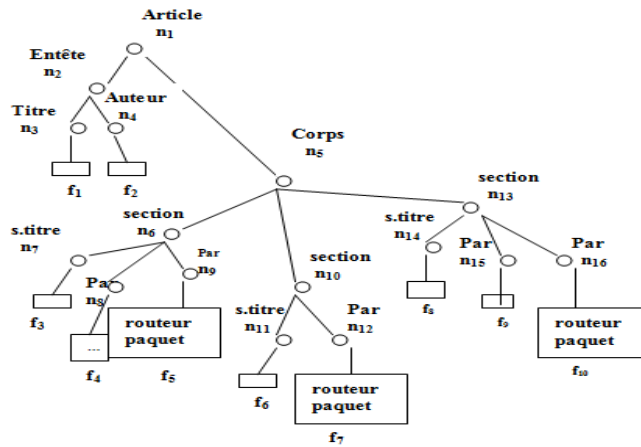 Article
n1
Entête
n2
Auteur
n4
Titre
n3
f1
f2
Corps
n5
section
n6
s.titre
n7
Par
n8
Par
n9
f3
...
f4
routeur
paquet
f5
section
n10
s.titre
n11
Par
n12
f6
routeur
paquet
f7
section
n13
s.titre
n14
Par
n15
Par
n16
f8
f9
routeur
paquet
f10